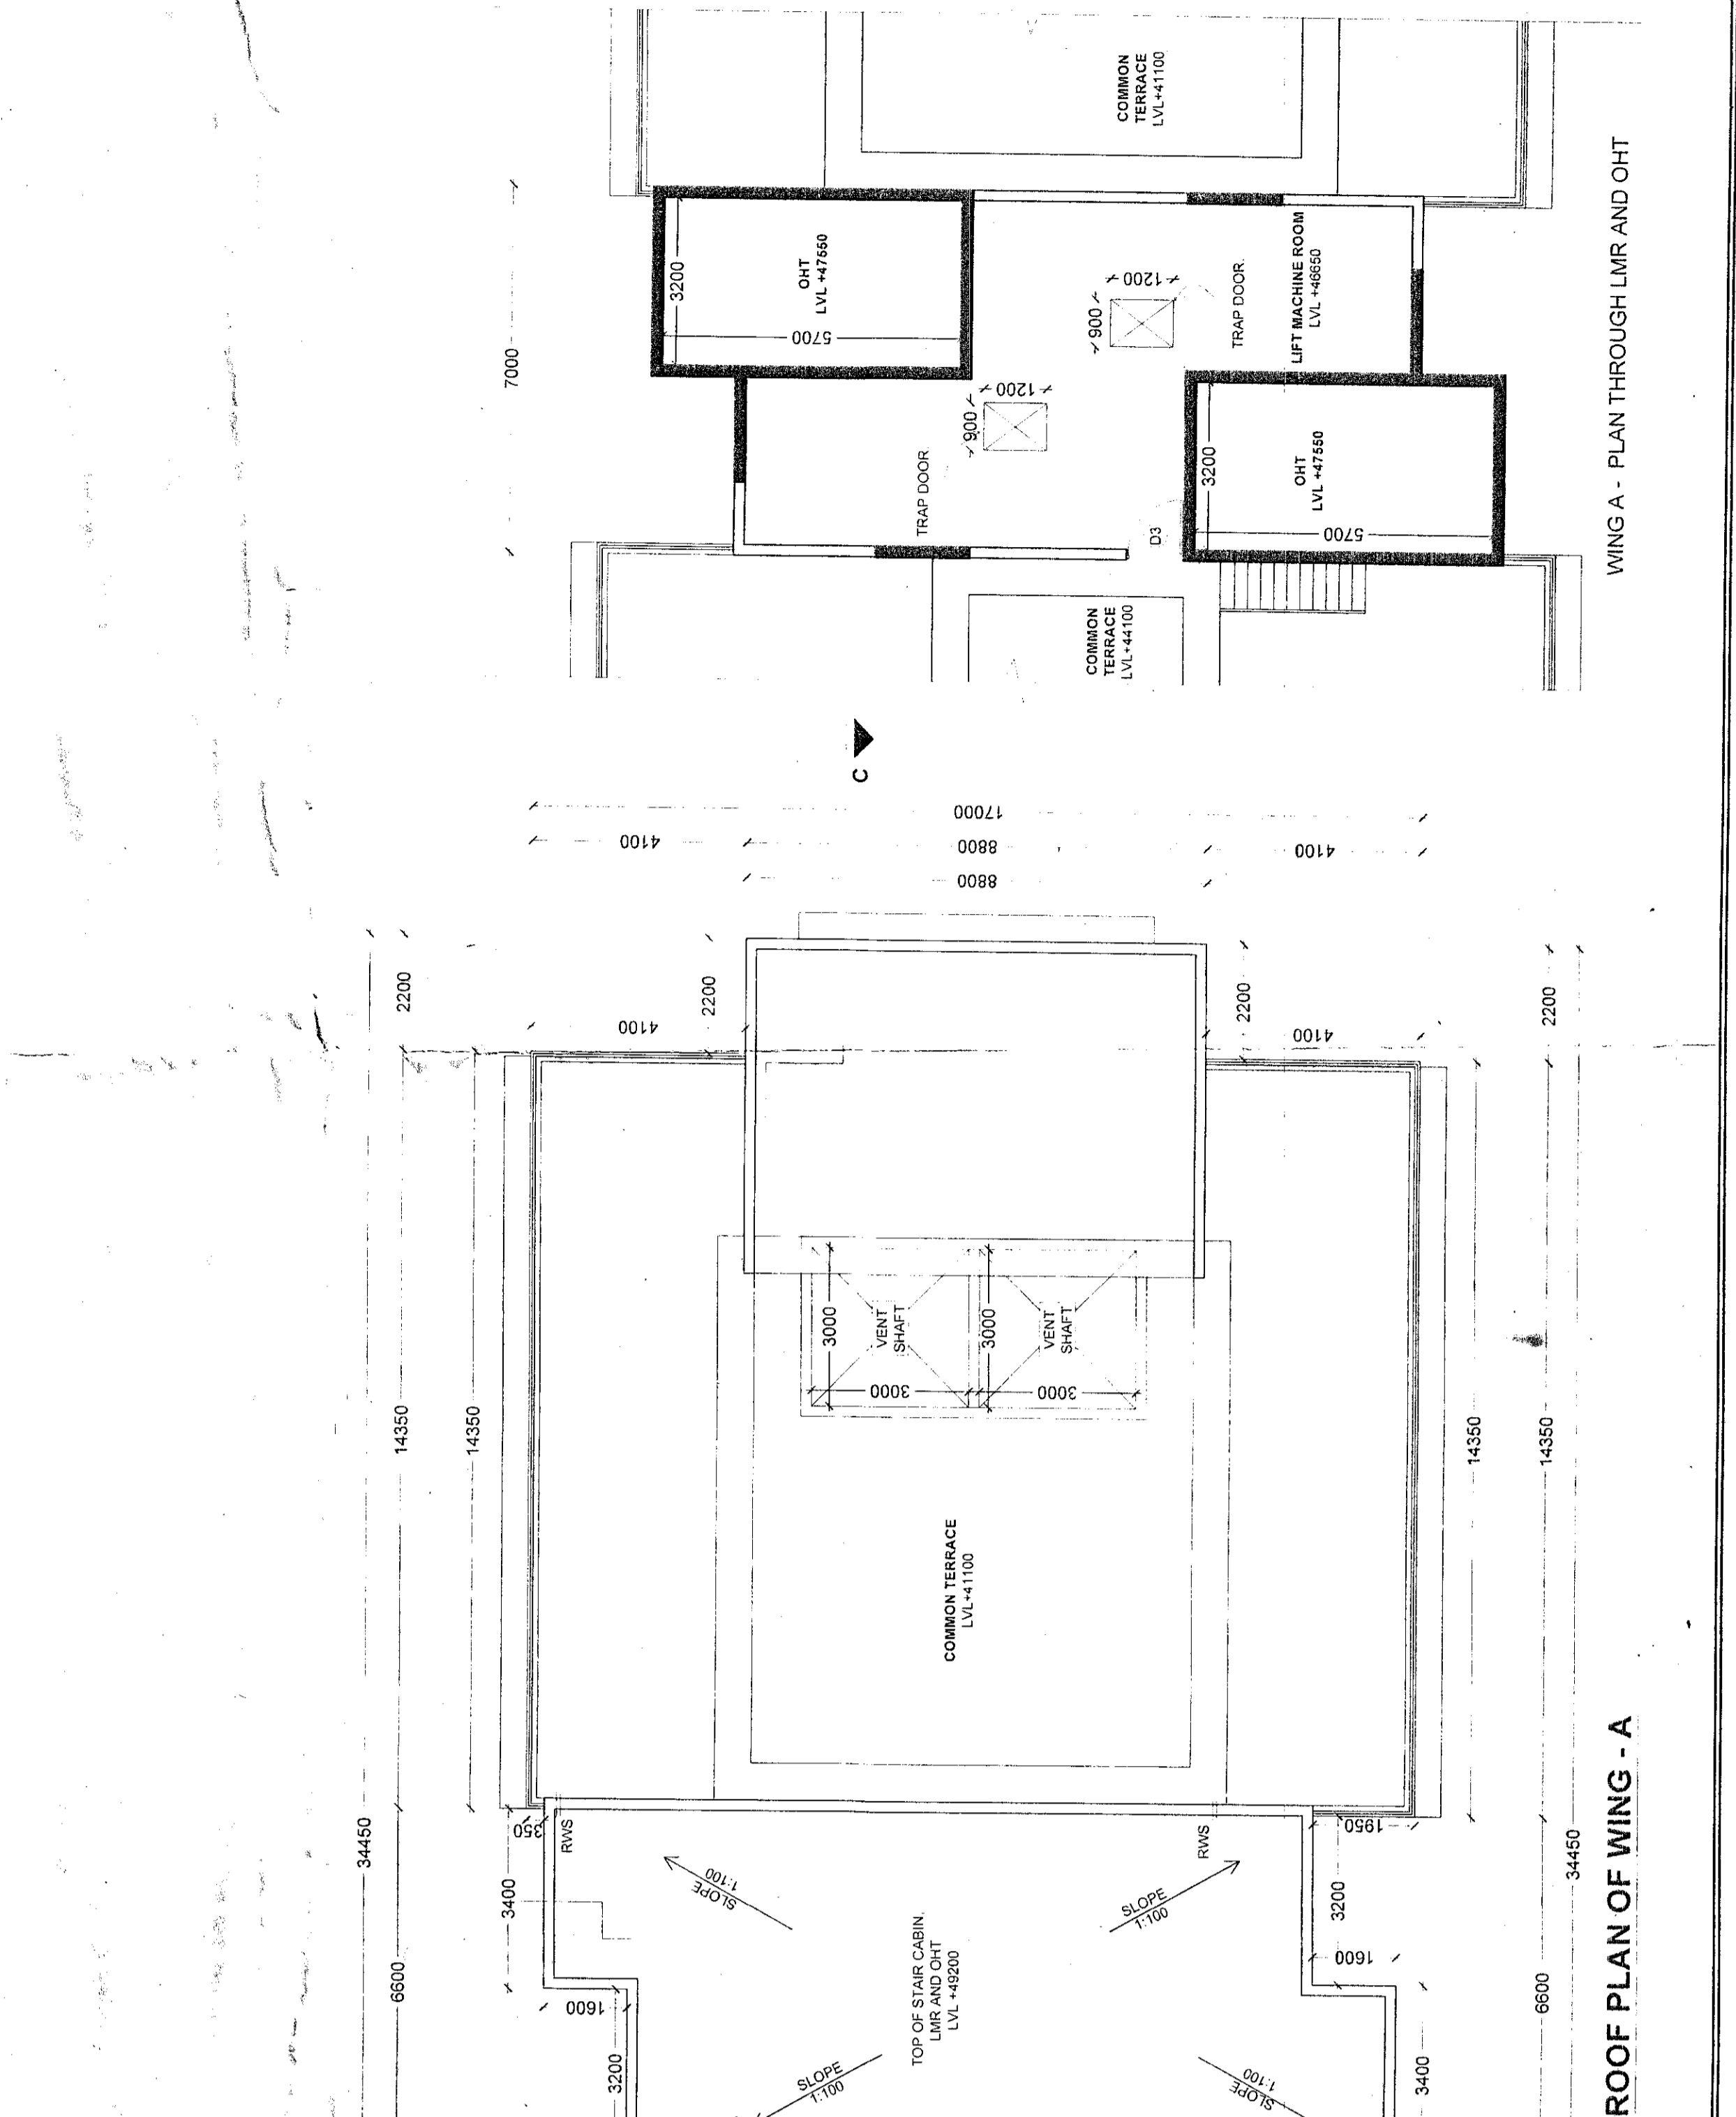 COMMON
TERRACE
LVL+41100
7000
3200
OHT
LVL +47550
5700
900
1200
TRAP DOOR.
LIFT MACHINE ROOM
LVL +46650
900
1200
TRAP DOOR
D3
3200
OHT
LVL +47550
5700
COMMON
TERRACE
LVL+44100
WING A - PLAN THROUGH LMR AND OHT
C
17000
4100
8800
4100
8800
2200
2200
4100
2200
4100
2200
3000
VENT
SHAFT
3000
3000
VENT
SHAFT
3000
14350
14350
14350
14350
COMMON TERRACE
LVL+41100
34450
6600
3400
350
RWS
SLOPE
1:100
RWS
SLOPE
1:100
1950
3200
1600
34450
6600
1600
3200
TOP OF STAIR CABIN,
LMR AND OHT
LVL +49200
SLOPE
1:100
SLOPE
1:100
3400
ROOF PLAN OF WING - A